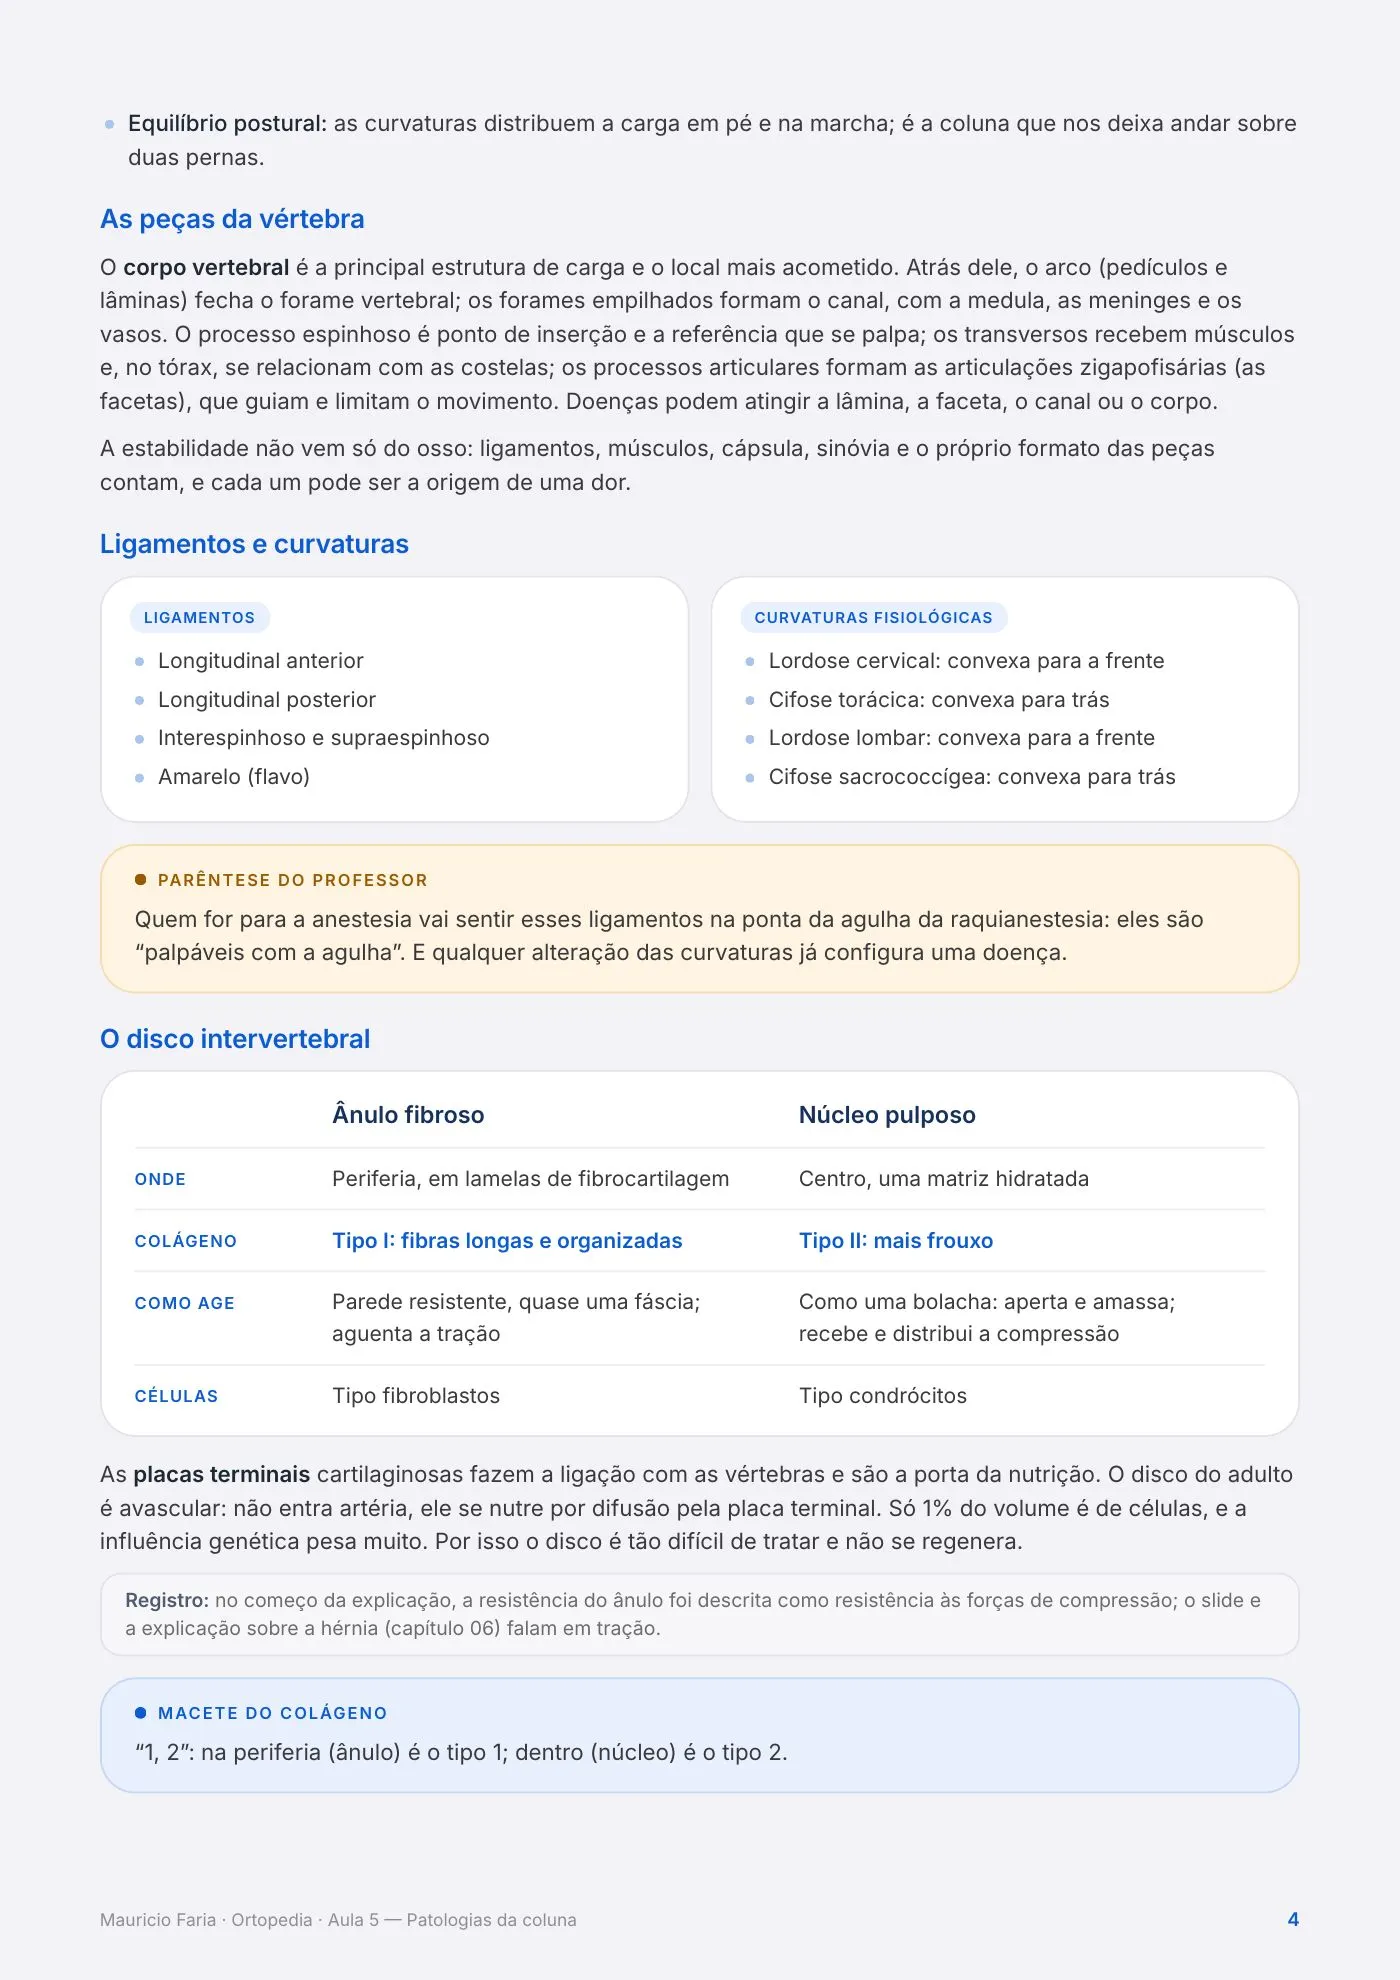 Equilíbrio postural: as curvaturas distribuem a carga em pé e na marcha; é a coluna que nos deixa andar sobre
duas pernas.
As peças da vértebra
O corpo vertebral é a principal estrutura de carga e o local mais acometido. Atrás dele, o arco (pedículos e
lâminas) fecha o forame vertebral; os forames empilhados formam o canal, com a medula, as meninges e os
vasos. O processo espinhoso é ponto de inserção e a referência que se palpa; os transversos recebem músculos
e, no tórax, se relacionam com as costelas; os processos articulares formam as articulações zigapofisárias (as
facetas), que guiam e limitam o movimento. Doenças podem atingir a lâmina, a faceta, o canal ou o corpo.
A estabilidade não vem só do osso: ligamentos, músculos, cápsula, sinóvia e o próprio formato das peças
contam, e cada um pode ser a origem de uma dor.
Ligamentos e curvaturas
LIGAMENTOS
Longitudinal anterior
Longitudinal posterior
Interespinhoso e supraespinhoso
Amarelo (flavo)
CURVATURAS FISIOLÓGICAS
Lordose cervical: convexa para a frente
Cifose torácica: convexa para trás
Lordose lombar: convexa para a frente
Cifose sacrococcígea: convexa para trás
PARÊNTESE DO PROFESSOR
Quem for para a anestesia vai sentir esses ligamentos na ponta da agulha da raquianestesia: eles são
“palpáveis com a agulha”. E qualquer alteração das curvaturas já configura uma doença.
O disco intervertebral
Ânulo fibroso Núcleo pulposo
ONDE Periferia, em lamelas de fibrocartilagem Centro, uma matriz hidratada
COLÁGENO Tipo I: fibras longas e organizadas Tipo II: mais frouxo
COMO AGE Parede resistente, quase uma fáscia; Como uma bolacha: aperta e amassa;
aguenta a tração recebe e distribui a compressão
CÉLULAS Tipo fibroblastos Tipo condrócitos
As placas terminais cartilaginosas fazem a ligação com as vértebras e são a porta da nutrição. O disco do adulto
é avascular: não entra artéria, ele se nutre por difusão pela placa terminal. Só 1% do volume é de células, e a
influência genética pesa muito. Por isso o disco é tão difícil de tratar e não se regenera.
Registro: no começo da explicação, a resistência do ânulo foi descrita como resistência às forças de compressão; o slide e
a explicação sobre a hérnia (capítulo 06) falam em tração.
MACETE DO COLÁGENO
“1, 2”: na periferia (ânulo) é o tipo 1; dentro (núcleo) é o tipo 2.
Mauricio Faria · Ortopedia · Aula 5 — Patologias da coluna 4